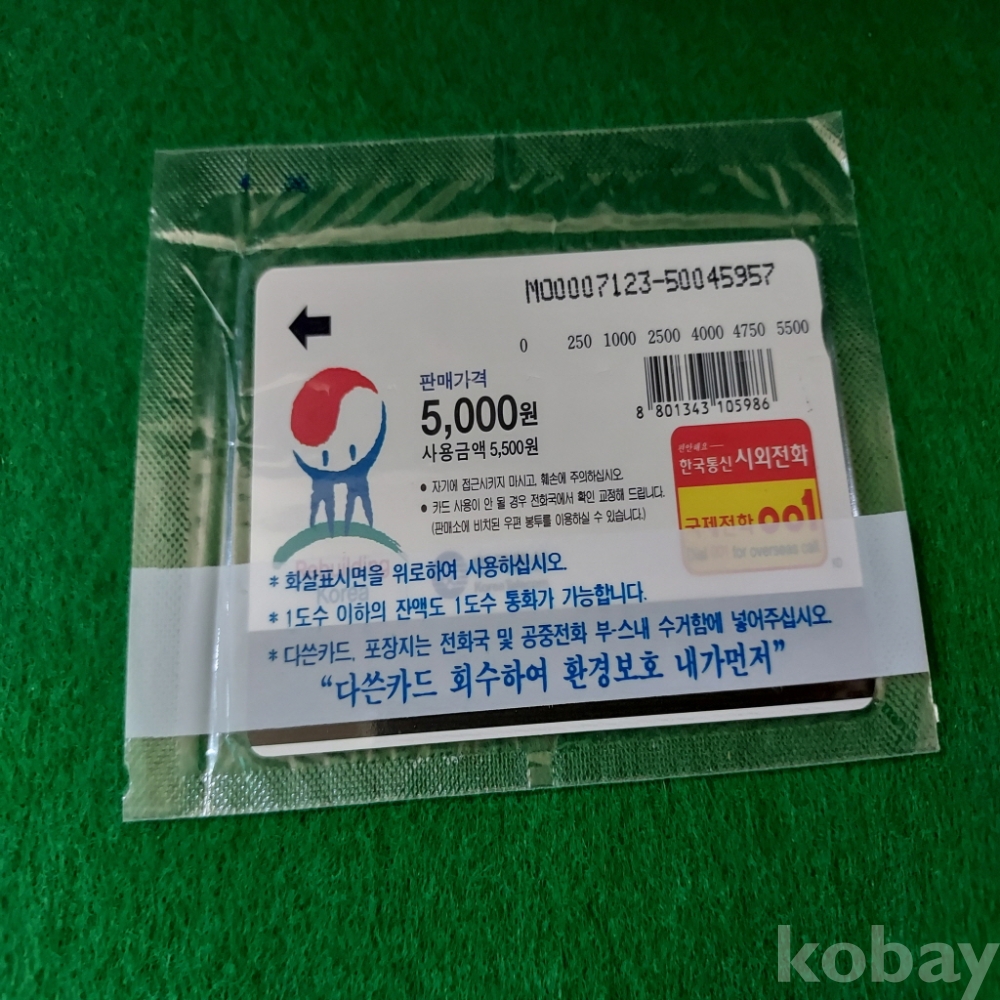 M00007123-50045957
0 250 1000 2500 4000 4750 5500
판매가격
5,000원
사용금액 5,500원
8 801343 105986
한국통신 시외전화
국제전화 001
Dial 001 for overseas call
● 자기에 접근시키지 마시고, 훼손에 주의하십시오.
● 카드 사용이 안 될 경우 전화국에서 확인 교정해 드립니다.
(판매소에 비치된 우편 봉투를 이용하실 수 있습니다.)
Rebuilding
Korea
* 화살표시면을 위로하여 사용하십시오.
* 1도수 이하의 잔액도 1도수 통화가 가능합니다.
* 다쓴카드, 포장지는 전화국 및 공중전화 부·스내 수거함에 넣어주십시오.
“다쓴카드 회수하여 환경보호 내가먼저”
kobay